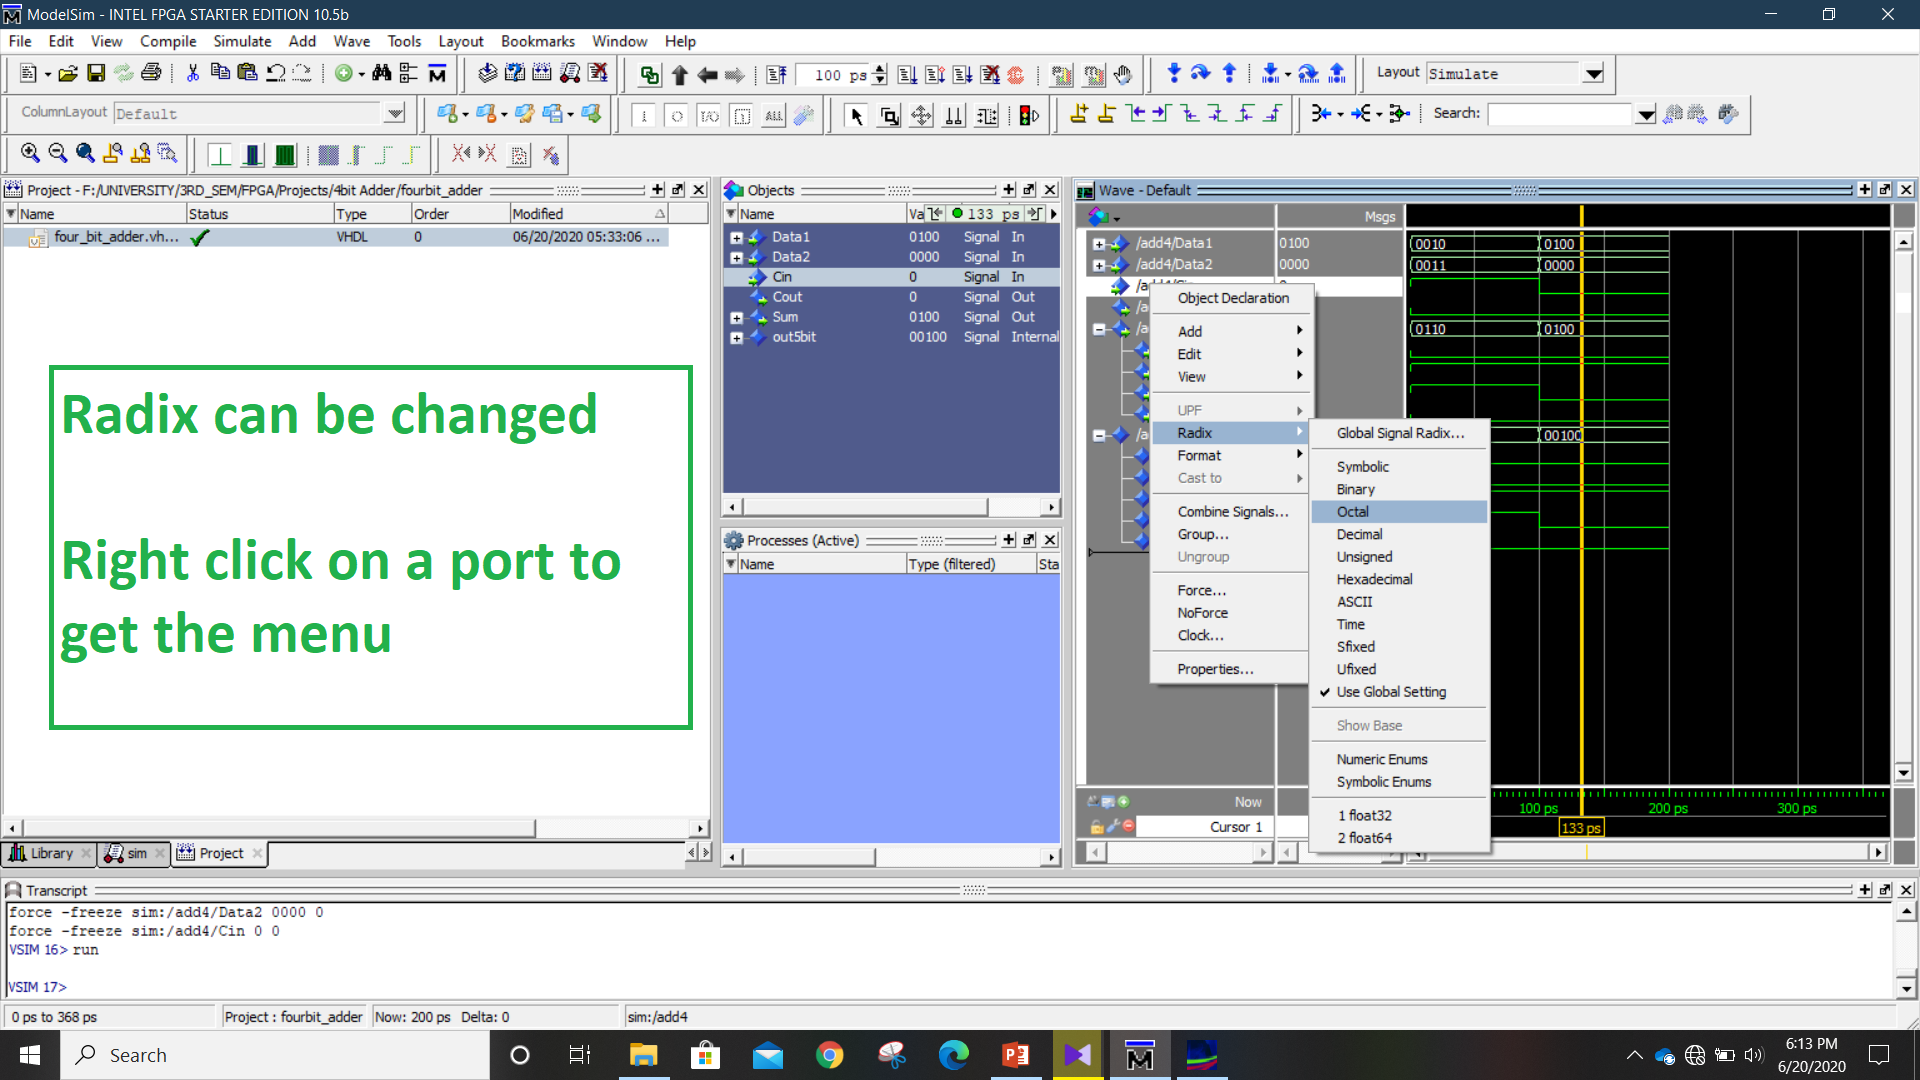 ModelSim - INTEL FPGA STARTER EDITION 10.5b
File Edit View Compile Simulate Add Wave Tools Layout Bookmarks Window Help
100 ps
Layout Simulate
ColumnLayout Default
Search:
Project - F:/UNIVERSITY/3RD_SEM/FPGA/Projects/4bit Adder/fourbit_adder
Name Status Type Order Modified
four_bit_adder.vh... VHDL 0 06/20/2020 05:33:06 ...
Radix can be changed
Right click on a port to
get the menu
Library sim Project
Objects
Name Va 133 ps
Data1 0100 Signal In
Data2 0000 Signal In
Cin 0 Signal In
Cout 0 Signal Out
Sum 0100 Signal Out
out5bit 00100 Signal Internal
Processes (Active)
Name Type (filtered) Sta
Wave - Default
Msgs
/add4/Data1 0100 0010 0100
/add4/Data2 0000 0011 0000
0110 0100
00100
Object Declaration
Add
Edit
View
UPF
Radix
Format
Cast to
Combine Signals...
Group...
Ungroup
Force...
NoForce
Clock...
Properties...
Global Signal Radix...
Symbolic
Binary
Octal
Decimal
Unsigned
Hexadecimal
ASCII
Time
Sfixed
Ufixed
Use Global Setting
Show Base
Numeric Enums
Symbolic Enums
1 float32
2 float64
Now
100 ps 200 ps 300 ps
Cursor 1
133 ps
Transcript
force -freeze sim:/add4/Data2 0000 0
force -freeze sim:/add4/Cin 0 0
VSIM 16> run
VSIM 17>
0 ps to 368 ps Project : fourbit_adder Now: 200 ps Delta: 0 sim:/add4
Search
6:13 PM
6/20/2020